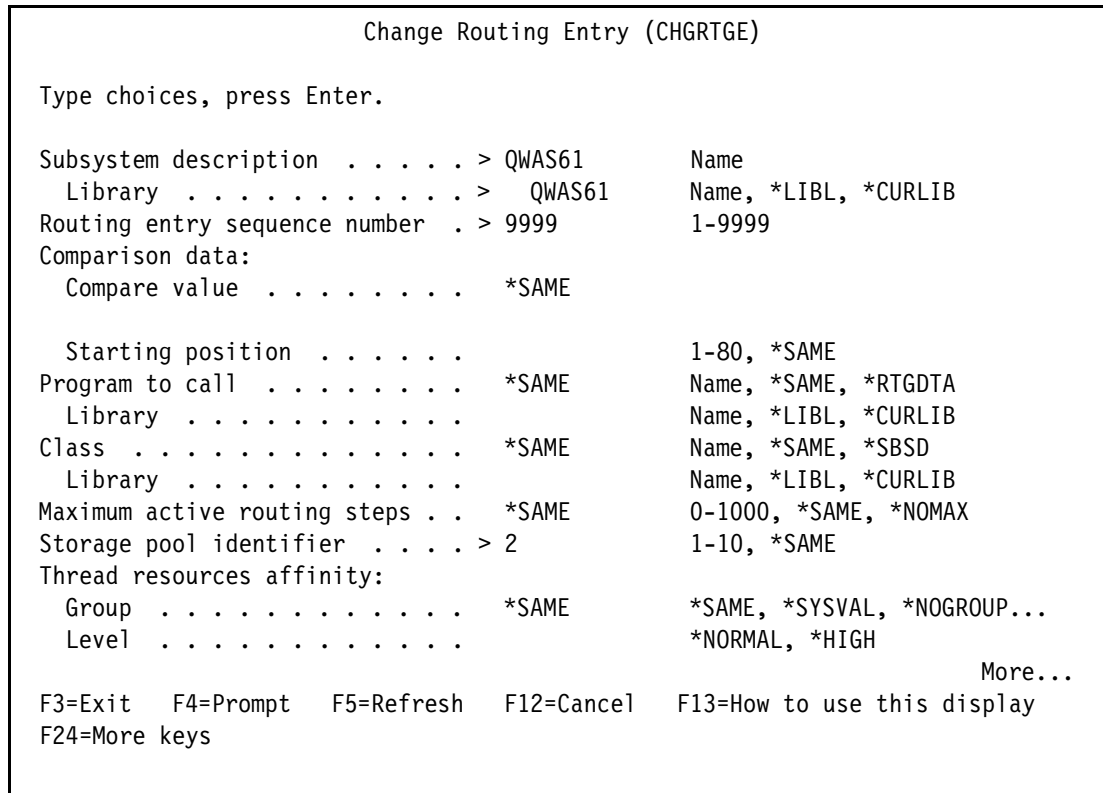 Change Routing Entry (CHGRTGE)
Type choices, press Enter.
Subsystem description . . . . . > QWAS61 Name
Library . . . . . . . . . . . > QWAS61 Name, *LIBL, *CURLIB
Routing entry sequence number . > 9999 1-9999
Comparison data:
Compare value . . . . . . . . *SAME
Starting position . . . . . . 1-80, *SAME
Program to call . . . . . . . . *SAME Name, *SAME, *RTGDTA
Library . . . . . . . . . . . Name, *LIBL, *CURLIB
Class . . . . . . . . . . . . . *SAME Name, *SAME, *SBSD
Library . . . . . . . . . . . Name, *LIBL, *CURLIB
Maximum active routing steps . . *SAME 0-1000, *SAME, *NOMAX
Storage pool identifier . . . . > 2 1-10, *SAME
Thread resources affinity:
Group . . . . . . . . . . . . *SAME *SAME, *SYSVAL, *NOGROUP...
Level . . . . . . . . . . . . *NORMAL, *HIGH
More...
F3=Exit F4=Prompt F5=Refresh F12=Cancel F13=How to use this display
F24=More keys